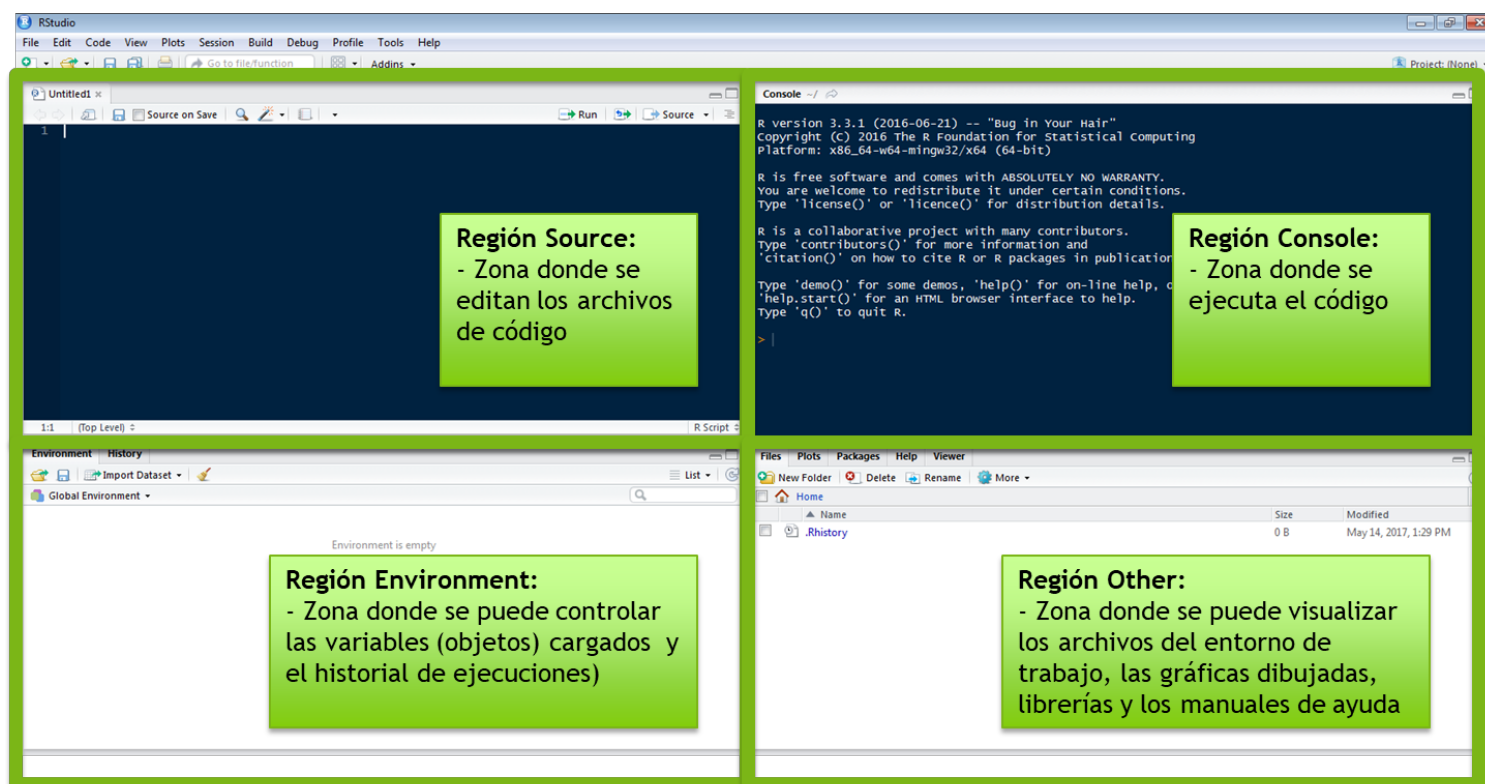 RStudio
File Edit Code View Plots Session Build Debug Profile Tools Help
Go to file/function Addins Project: (None)
Untitled1
Source on Save Run Source
1
Región Source:
- Zona donde se
editan los archivos
de código
1:1 (Top Level) R Script
Console ~/
R version 3.3.1 (2016-06-21) -- "Bug in Your Hair"
Copyright (C) 2016 The R Foundation for Statistical Computing
Platform: x86_64-w64-mingw32/x64 (64-bit)
R is free software and comes with ABSOLUTELY NO WARRANTY.
You are welcome to redistribute it under certain conditions.
Type 'license()' or 'licence()' for distribution details.
R is a collaborative project with many contributors.
Type 'contributors()' for more information and
'citation()' on how to cite R or R packages in publication
Type 'demo()' for some demos, 'help()' for on-line help, o
'help.start()' for an HTML browser interface to help.
Type 'q()' to quit R.
>
Región Console:
- Zona donde se
ejecuta el código
Environment History
Import Dataset List
Global Environment
Environment is empty
Región Environment:
- Zona donde se puede controlar
las variables (objetos) cargados y
el historial de ejecuciones)
Files Plots Packages Help Viewer
New Folder Delete Rename More
Home
Name Size Modified
.Rhistory 0 B May 14, 2017, 1:29 PM
Región Other:
- Zona donde se puede visualizar
los archivos del entorno de
trabajo, las gráficas dibujadas,
librerías y los manuales de ayuda